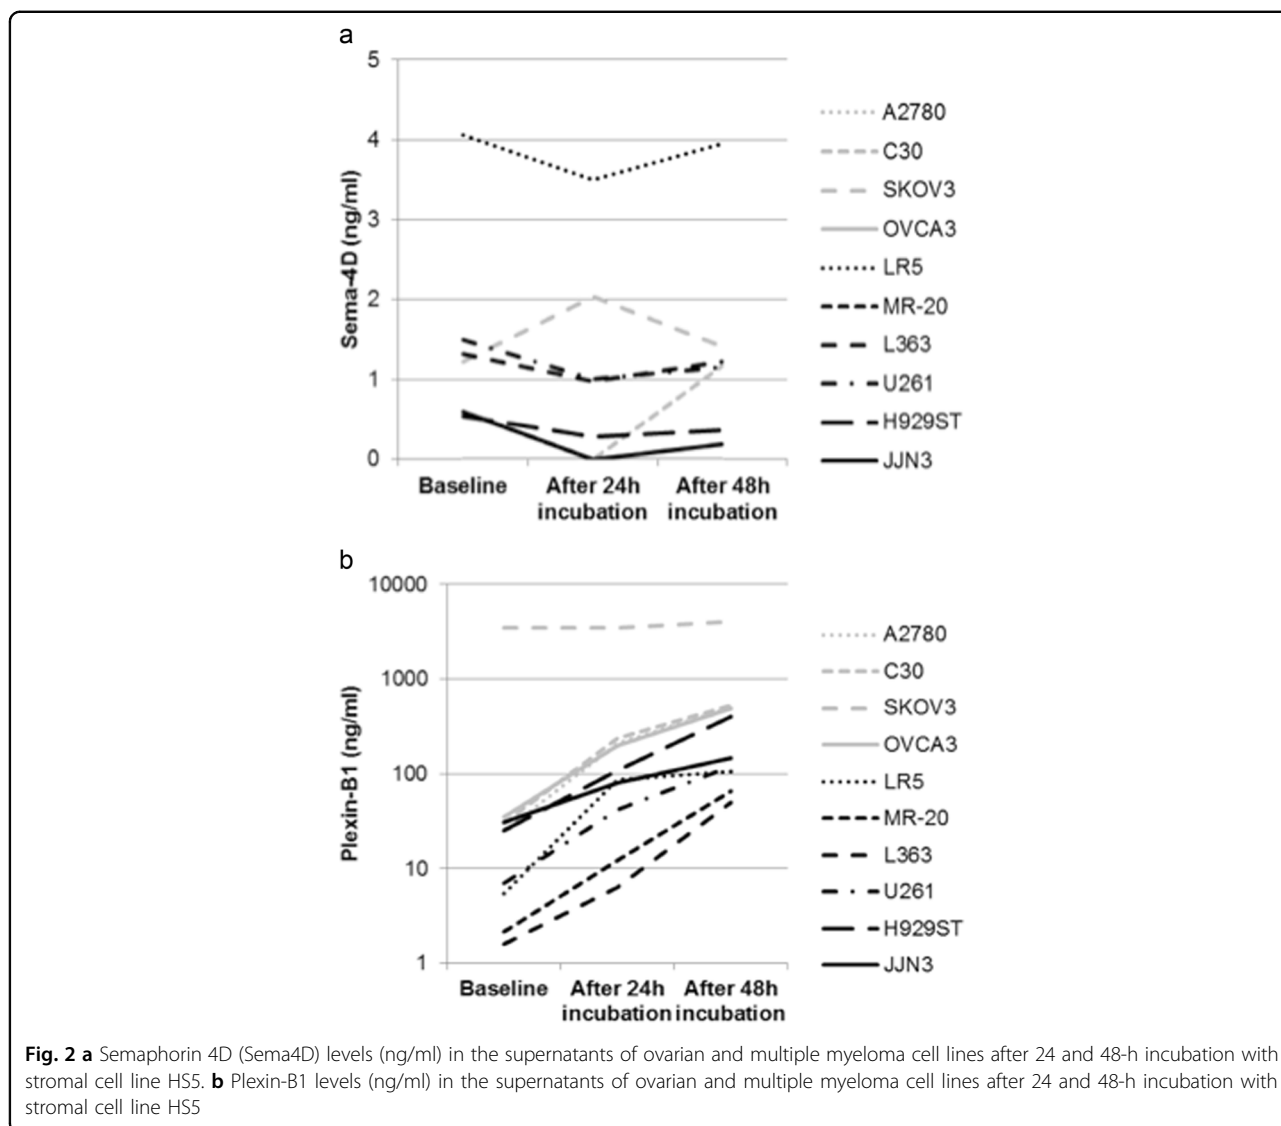 a
5
4
3
2
1
0
Sema-4D (ng/ml)
Baseline
After 24h
incubation
After 48h
incubation
A2780
C30
SKOV3
OVCA3
LR5
MR-20
L363
U261
H929ST
JJN3
b
10000
1000
100
10
1
Plexin-B1 (ng/ml)
Baseline
After 24h
incubation
After 48h
incubation
A2780
C30
SKOV3
OVCA3
LR5
MR-20
L363
U261
H929ST
JJN3
Fig. 2 a Semaphorin 4D (Sema4D) levels (ng/ml) in the supernatants of ovarian and multiple myeloma cell lines after 24 and 48-h incubation with
stromal cell line HS5. b Plexin-B1 levels (ng/ml) in the supernatants of ovarian and multiple myeloma cell lines after 24 and 48-h incubation with
stromal cell line HS5